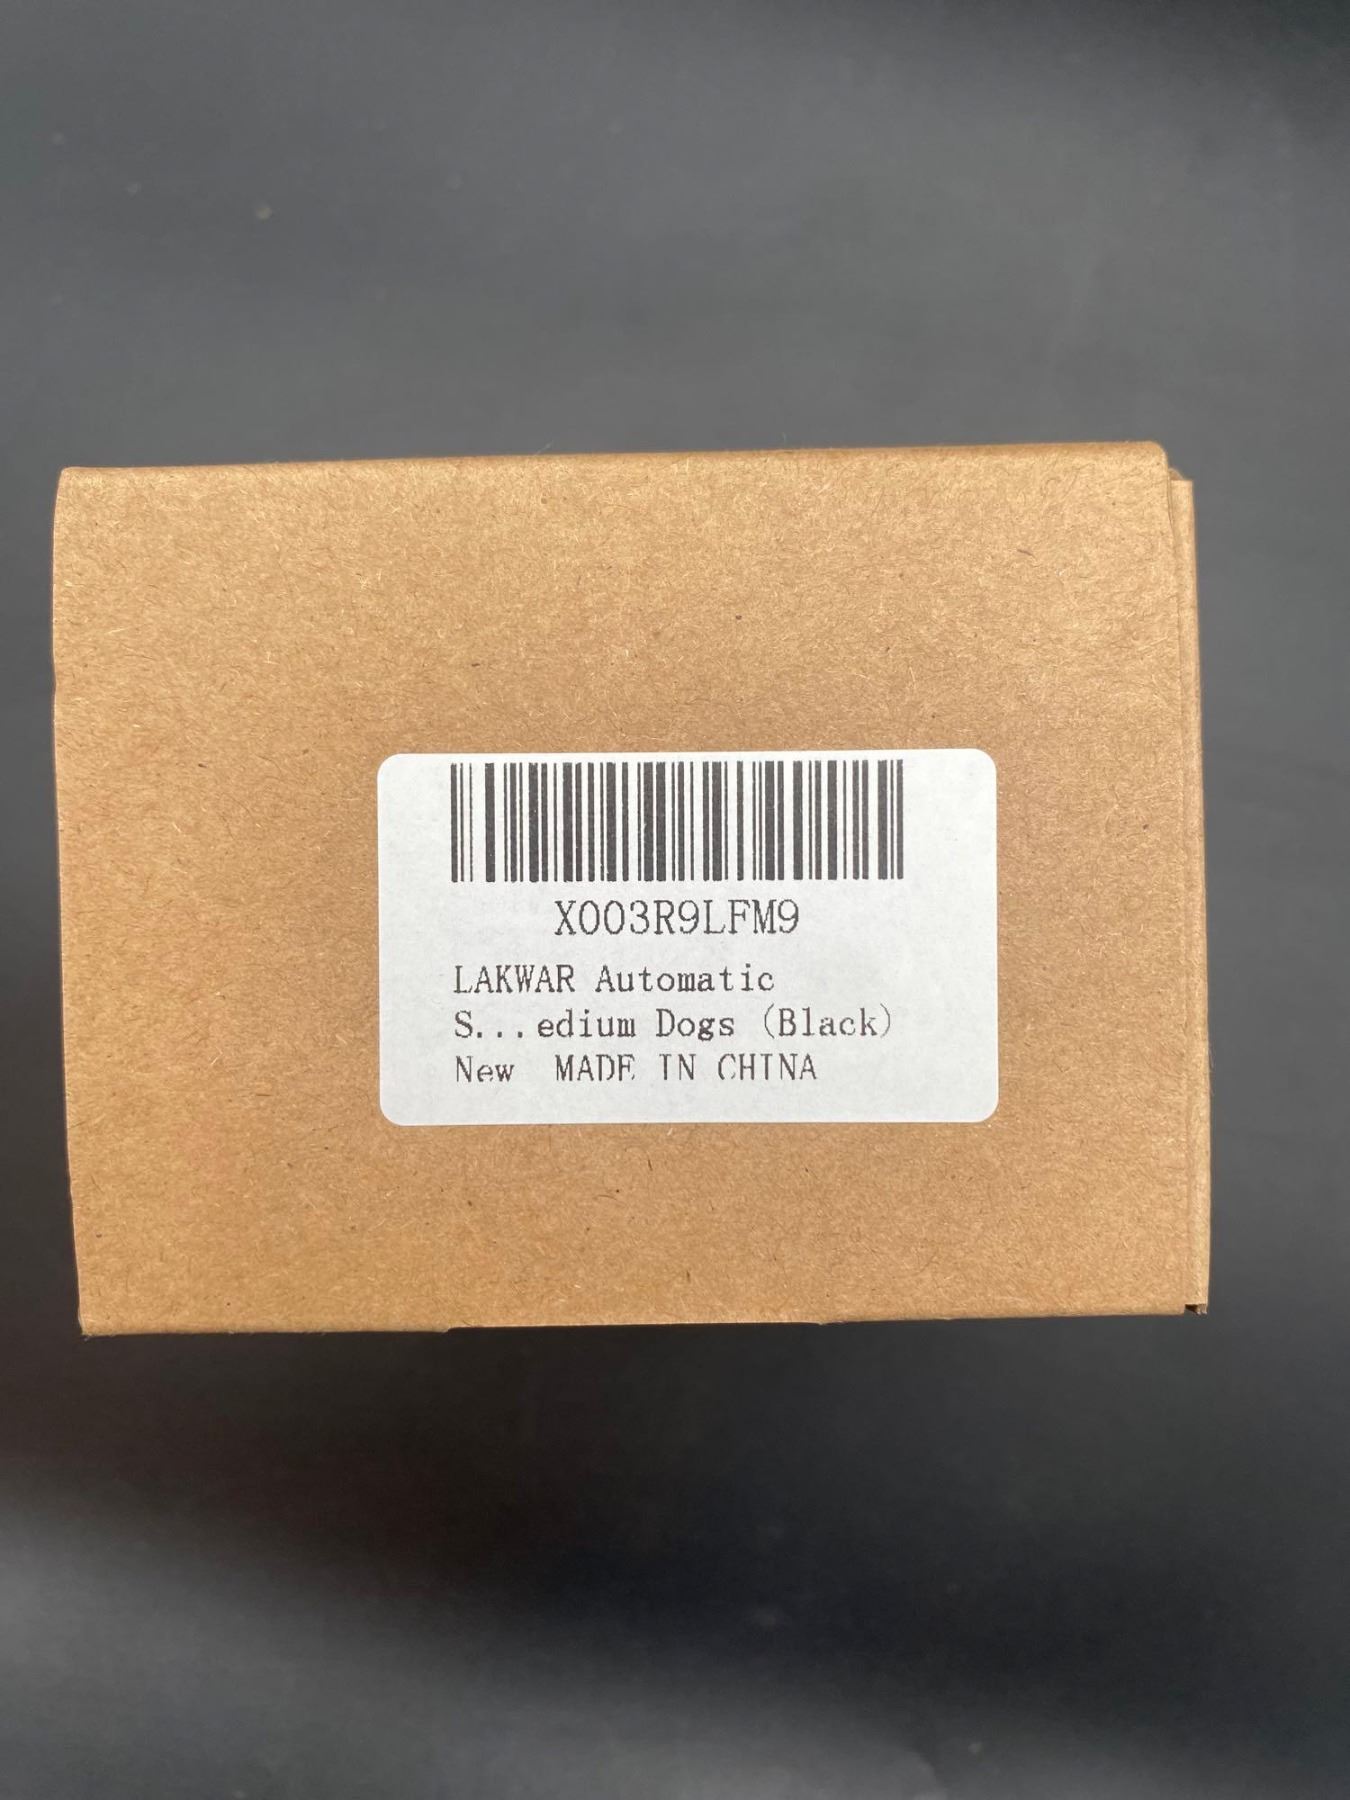 X003R9LFM9
LAKWAR Automatic
S...edium Dogs (Black)
New MADE IN CHINA